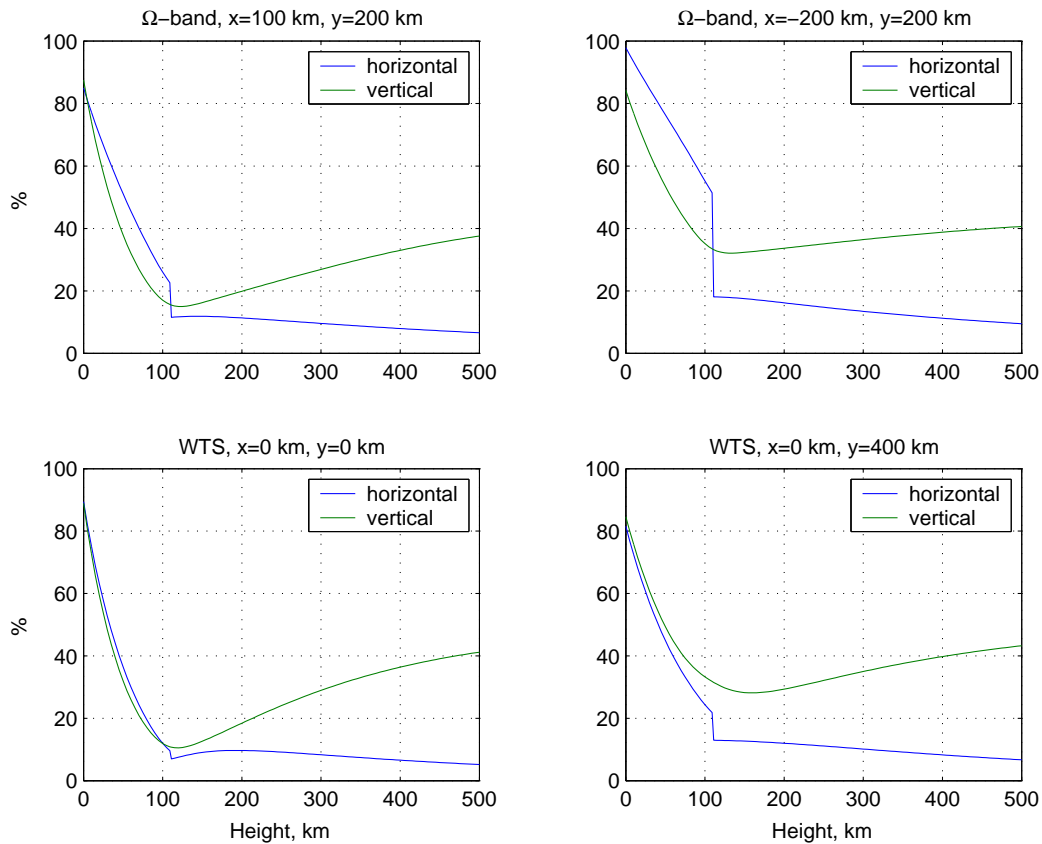 Ω−band, x=100 km, y=200 km
100
80
60
40
20
0
%
horizontal
vertical
0 100 200 300 400 500
Ω−band, x=−200 km, y=200 km
100
80
60
40
20
0
horizontal
vertical
0 100 200 300 400 500
WTS, x=0 km, y=0 km
100
80
60
40
20
0
%
horizontal
vertical
0 100 200 300 400 500
Height, km
WTS, x=0 km, y=400 km
100
80
60
40
20
0
horizontal
vertical
0 100 200 300 400 500
Height, km